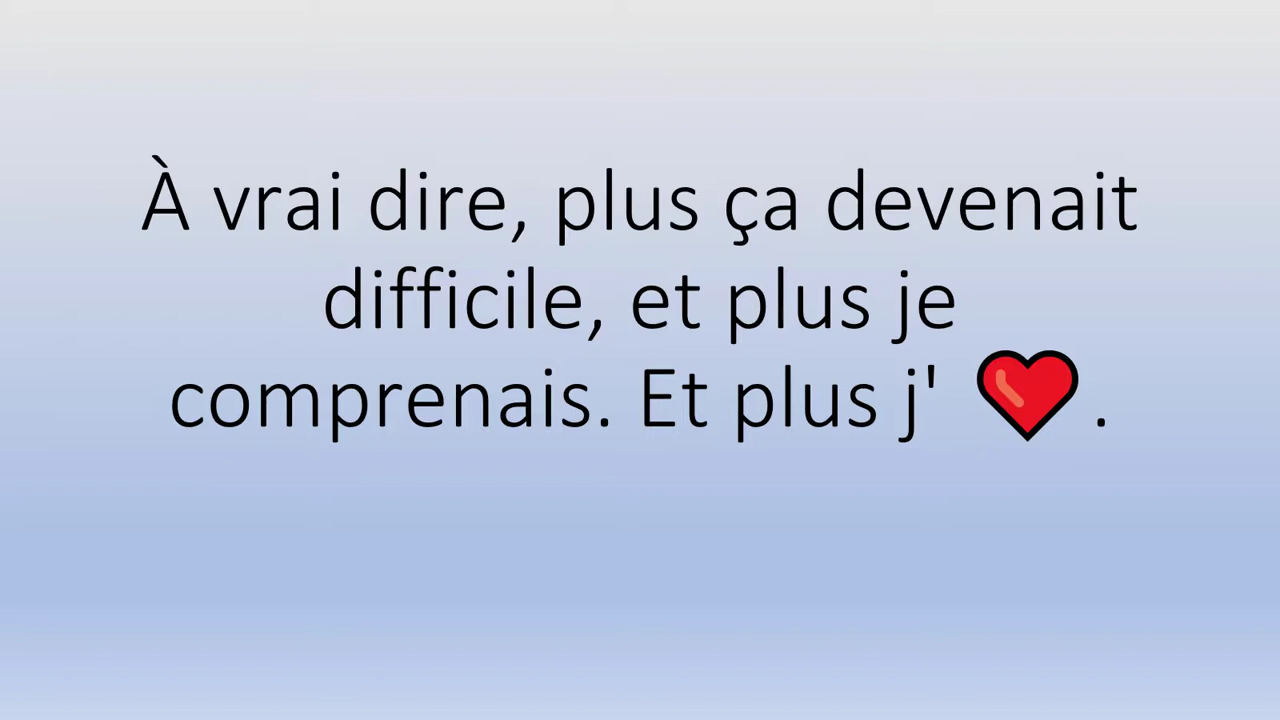 À vrai dire, plus ça devenait
difficile, et plus je
comprenais. Et plus j' ❤️ .